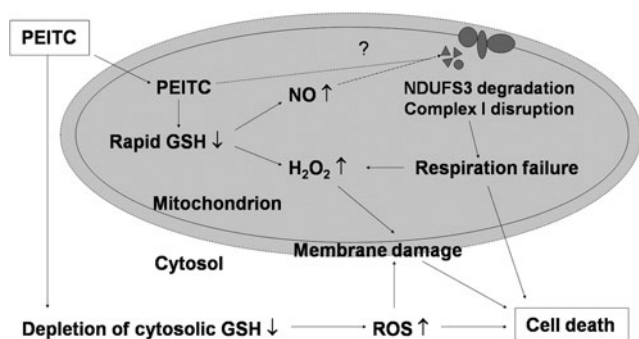 PEITC
?
PEITC
NO ↑
NDUFS3 degradation
Complex I disruption
Rapid GSH ↓
H₂O₂ ↑
Respiration failure
Mitochondrion
Membrane damage
Cytosol
Depletion of cytosolic GSH ↓
ROS ↑
Cell death